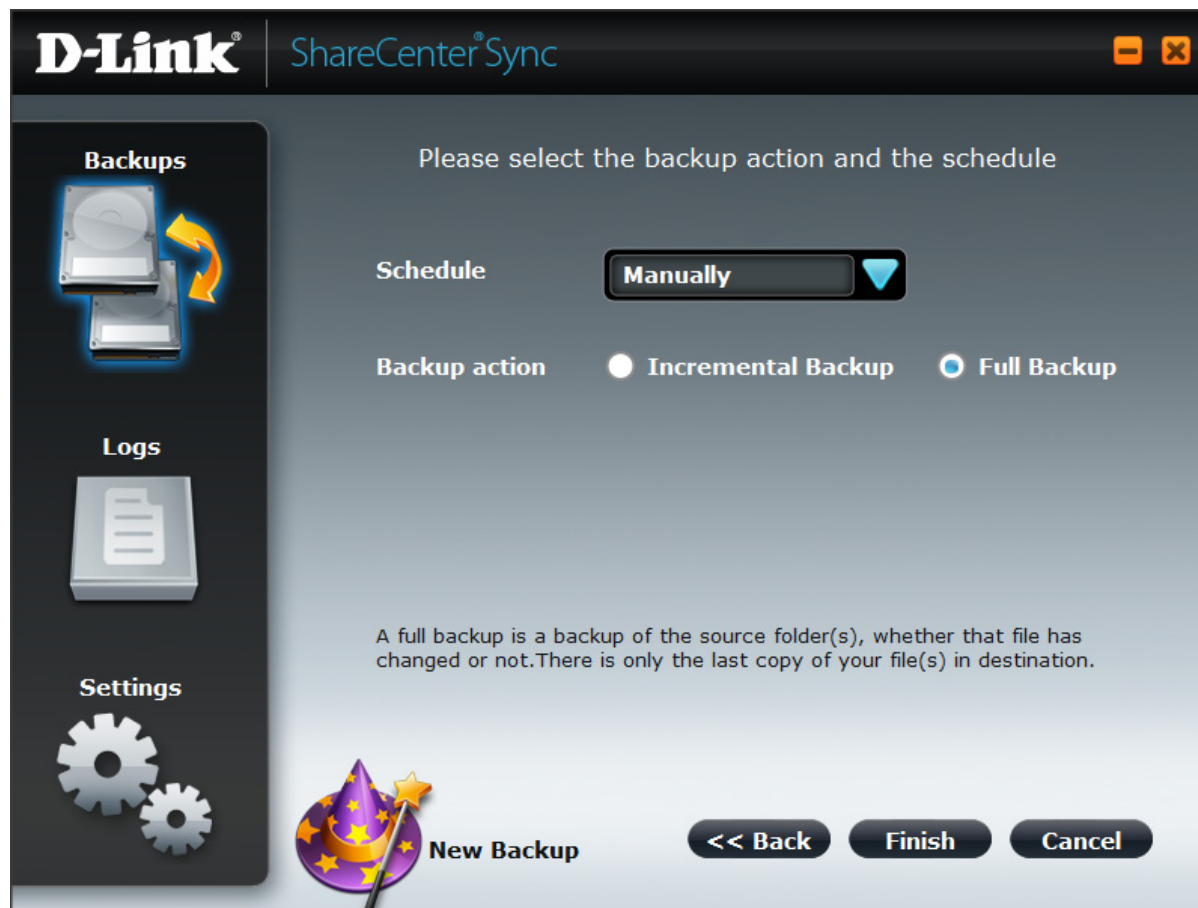 D-Link®
ShareCenter®Sync
Backups
Logs
Settings
Please select the backup action and the schedule
Schedule Manually
Backup action Incremental Backup Full Backup
A full backup is a backup of the source folder(s), whether that file has
changed or not.There is only the last copy of your file(s) in destination.
New Backup << Back Finish Cancel